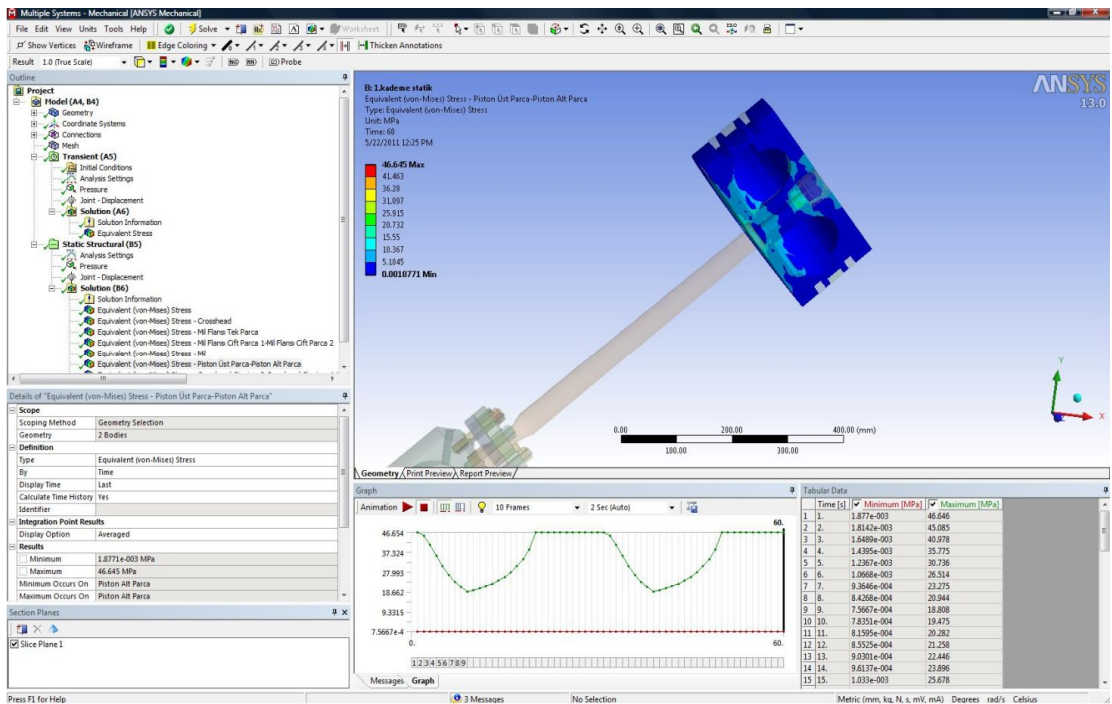 Multiple Systems - Mechanical [ANSYS Mechanical]
File Edit View Units Tools Help Solve Worksheet
Show Vertices Wireframe Edge Coloring Thicken Annotations
Result 1.0 (True Scale) Probe
Outline
Project
Model (A4, B4)
Geometry
Coordinate Systems
Connections
Mesh
Transient (A5)
Initial Conditions
Analysis Settings
Pressure
Joint - Displacement
Solution (A6)
Solution Information
Equivalent Stress
Static Structural (B5)
Analysis Settings
Pressure
Joint - Displacement
Solution (B6)
Solution Information
Equivalent (von-Mises) Stress
Equivalent (von-Mises) Stress - Crosshead
Equivalent (von-Mises) Stress - Mil Flansı Tek Parca
Equivalent (von-Mises) Stress - Mil Flansı Cift Parca 1-Mil Flansı Cift Parca 2
Equivalent (von-Mises) Stress - Mil
Equivalent (von-Mises) Stress - Piston Üst Parca-Piston Alt Parca
Details of "Equivalent (von-Mises) Stress - Piston Üst Parca-Piston Alt Parca"
Scope
Scoping Method Geometry Selection
Geometry 2 Bodies
Definition
Type Equivalent (von-Mises) Stress
By Time
Display Time Last
Calculate Time History Yes
Identifier
Integration Point Results
Display Option Averaged
Results
Minimum 1.8771e-003 MPa
Maximum 46.645 MPa
Minimum Occurs On Piston Alt Parca
Maximum Occurs On Piston Alt Parca
Section Planes
Slice Plane 1
B: 1.kademe statik
Equivalent (von-Mises) Stress - Piston Üst Parca-Piston Alt Parca
Type: Equivalent (von-Mises) Stress
Unit: MPa
Time: 60
5/22/2011 12:25 PM
46.645 Max
41.463
36.28
31.097
25.915
20.732
15.55
10.367
5.1845
0.0018771 Min
ANSYS
13.0
Y
X
0.00 200.00 400.00 (mm)
100.00 300.00
Geometry Print Preview Report Preview
Graph
Animation 10 Frames 2 Sec (Auto)
60.
46.654
37.324
27.993
18.662
9.3315
7.5667e-4
0. 60.
1 2 3 4 5 6 7 8 9
Messages Graph
Tabular Data
Time [s] Minimum [MPa] Maximum [MPa]
1 1. 1.877e-003 46.646
2 2. 1.8142e-003 45.085
3 3. 1.6489e-003 40.978
4 4. 1.4395e-003 35.775
5 5. 1.2367e-003 30.736
6 6. 1.0668e-003 26.514
7 7. 9.3646e-004 23.275
8 8. 8.4268e-004 20.944
9 9. 7.5667e-004 18.808
10 10. 7.8351e-004 19.475
11 11. 8.1595e-004 20.282
12 12. 8.5525e-004 21.258
13 13. 9.0301e-004 22.446
14 14. 9.6137e-004 23.896
15 15. 1.033e-003 25.678
Press F1 for Help 3 Messages No Selection Metric (mm, kg, N, s, mV, mA) Degrees rad/s Celsius